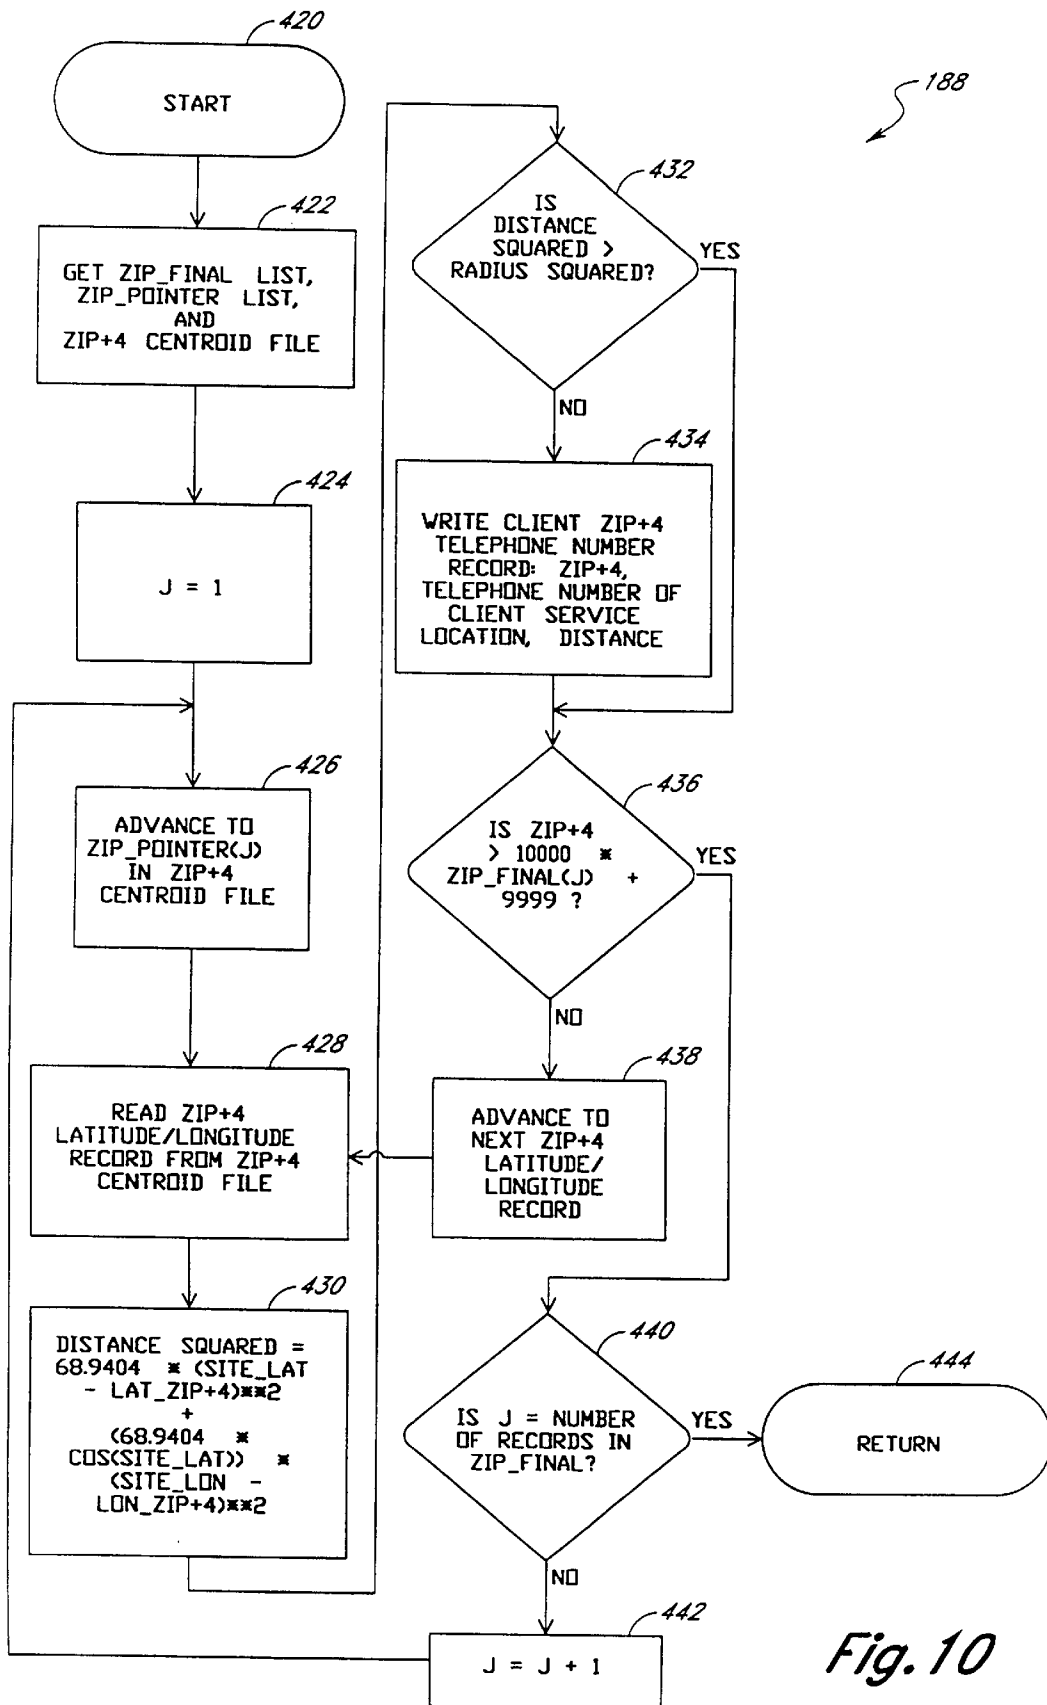 420
START
188
422
GET ZIP_FINAL LIST,
ZIP_POINTER LIST,
AND
ZIP+4 CENTROID FILE
424
J = 1
426
ADVANCE TO
ZIP_POINTER(J)
IN ZIP+4
CENTROID FILE
428
READ ZIP+4
LATITUDE/LONGITUDE
RECORD FROM ZIP+4
CENTROID FILE
430
DISTANCE SQUARED =
68.9404 * (SITE_LAT
- LAT_ZIP+4)**2
+
(68.9404 *
COS(SITE_LAT)) *
(SITE_LON -
LON_ZIP+4)**2
432
IS
DISTANCE
SQUARED >
RADIUS SQUARED?
YES
NO
434
WRITE CLIENT ZIP+4
TELEPHONE NUMBER
RECORD: ZIP+4,
TELEPHONE NUMBER OF
CLIENT SERVICE
LOCATION, DISTANCE
436
IS ZIP+4
> 10000 *
ZIP_FINAL(J) +
9999 ?
YES
NO
438
ADVANCE TO
NEXT ZIP+4
LATITUDE/
LONGITUDE
RECORD
440
IS J = NUMBER
OF RECORDS IN
ZIP_FINAL?
YES
NO
444
RETURN
442
J = J + 1
Fig. 10